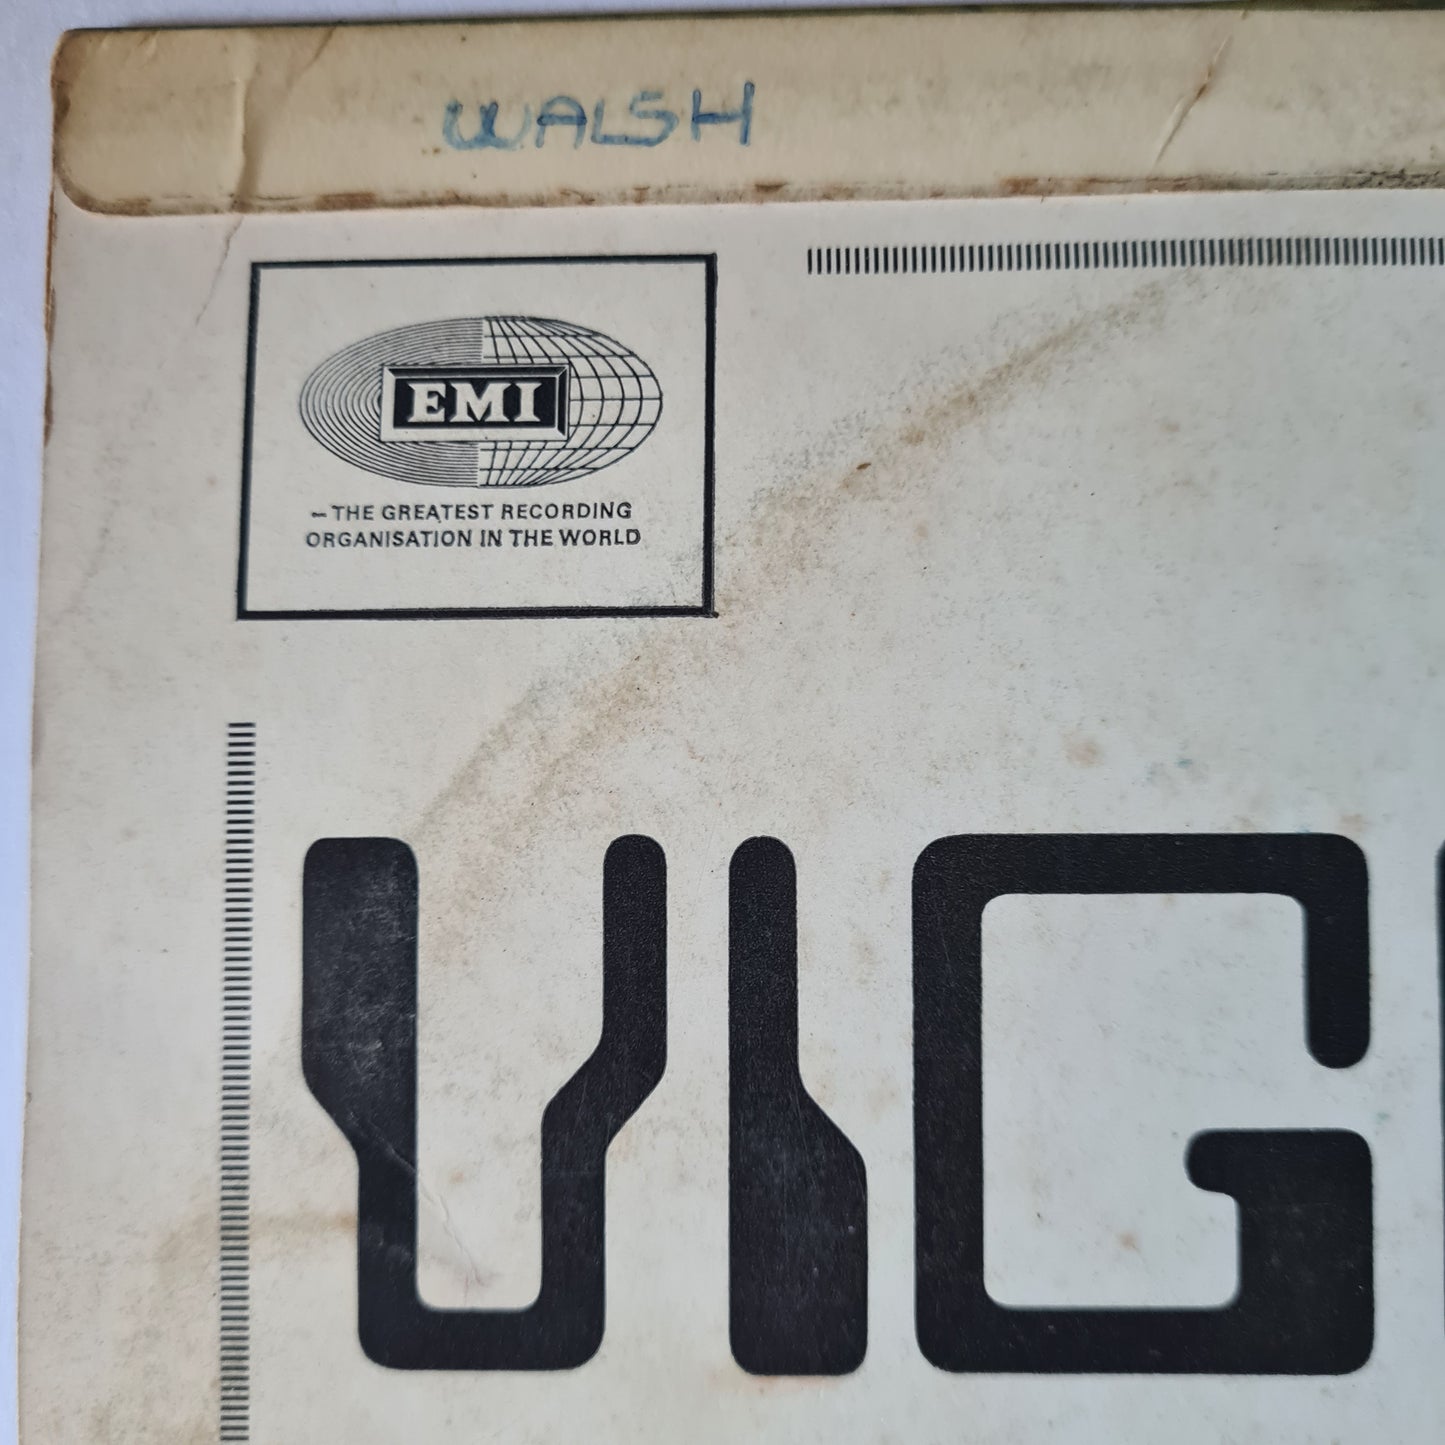 WALSH
EMI
– THE GREATEST RECORDING
ORGANISATION IN THE WORLD
VIG